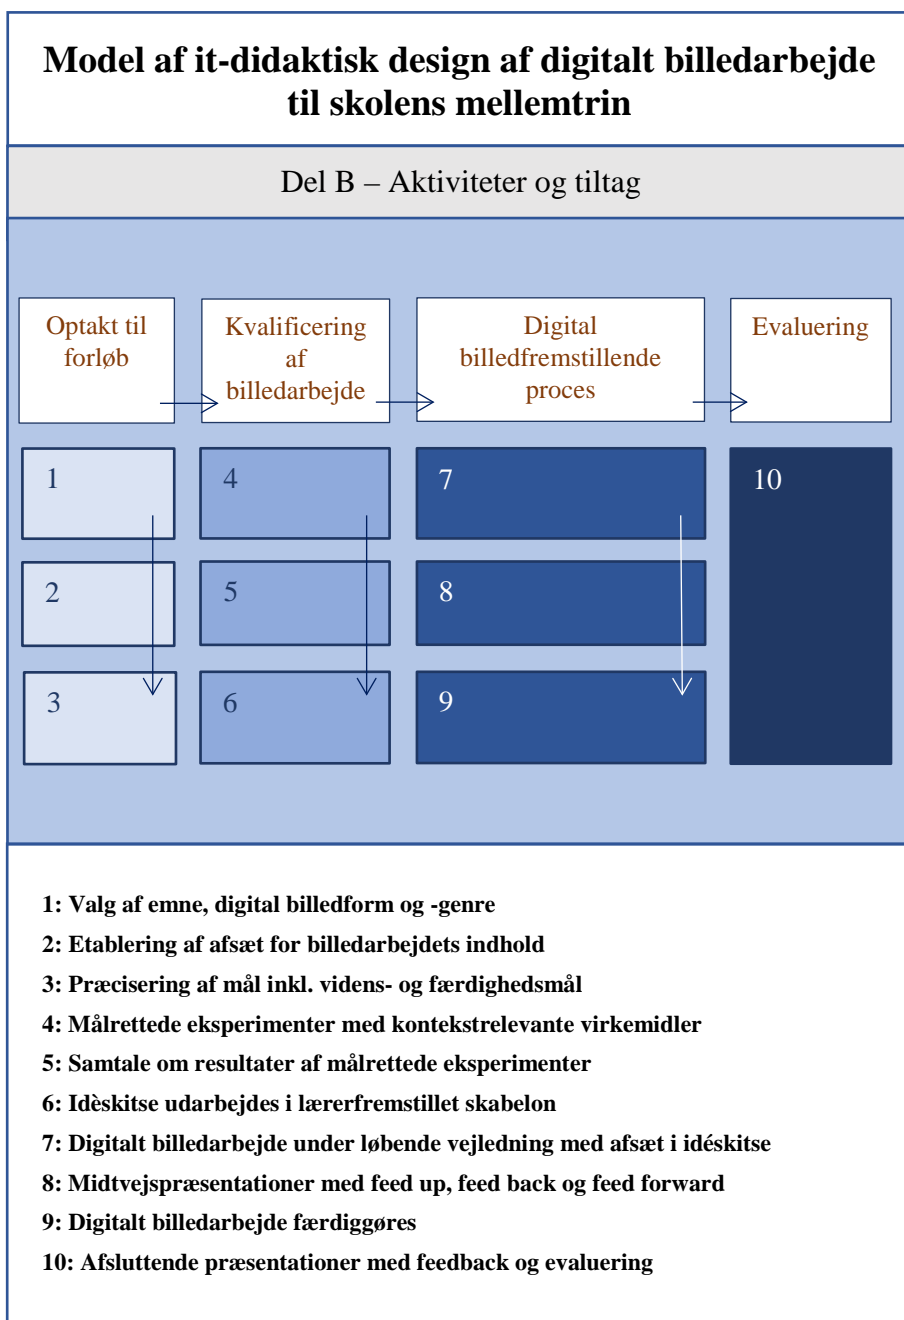 Model af it-didaktisk design af digitalt billedarbejde
til skolens mellemtrin
Del B – Aktiviteter og tiltag
Optakt til
forløb
Kvalificering
af
billedarbejde
Digital
billedfremstillende
proces
Evaluering
1
4
7
10
2
5
8
3
6
9
1: Valg af emne, digital billedform og -genre
2: Etablering af afsæt for billedarbejdets indhold
3: Præcisering af mål inkl. videns- og færdighedsmål
4: Målrettede eksperimenter med kontekstrelevante virkemidler
5: Samtale om resultater af målrettede eksperimenter
6: Idèskitse udarbejdes i lærerfremstillet skabelon
7: Digitalt billedarbejde under løbende vejledning med afsæt i idéskitse
8: Midtvejspræsentationer med feed up, feed back og feed forward
9: Digitalt billedarbejde færdiggøres
10: Afsluttende præsentationer med feedback og evaluering